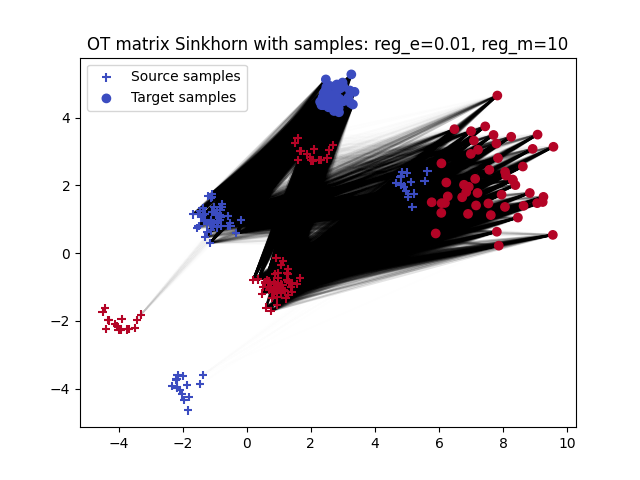 OT matrix Sinkhorn with samples: reg_e=0.01, reg_m=10
Source samples
Target samples
4
2
0
−2
−4
−4 −2 0 2 4 6 8 10